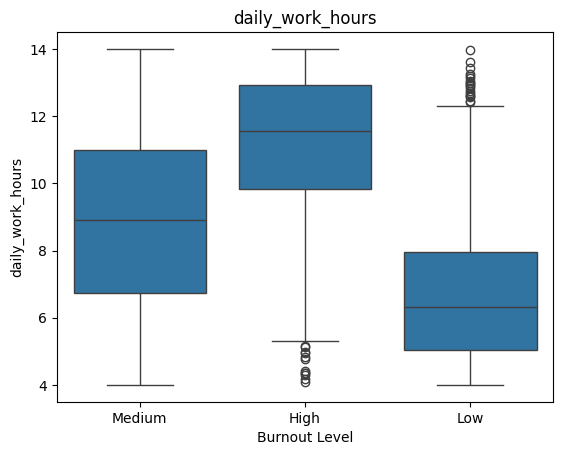 daily_work_hours
daily_work_hours
14
12
10
8
6
4
Medium
High
Low
Burnout Level